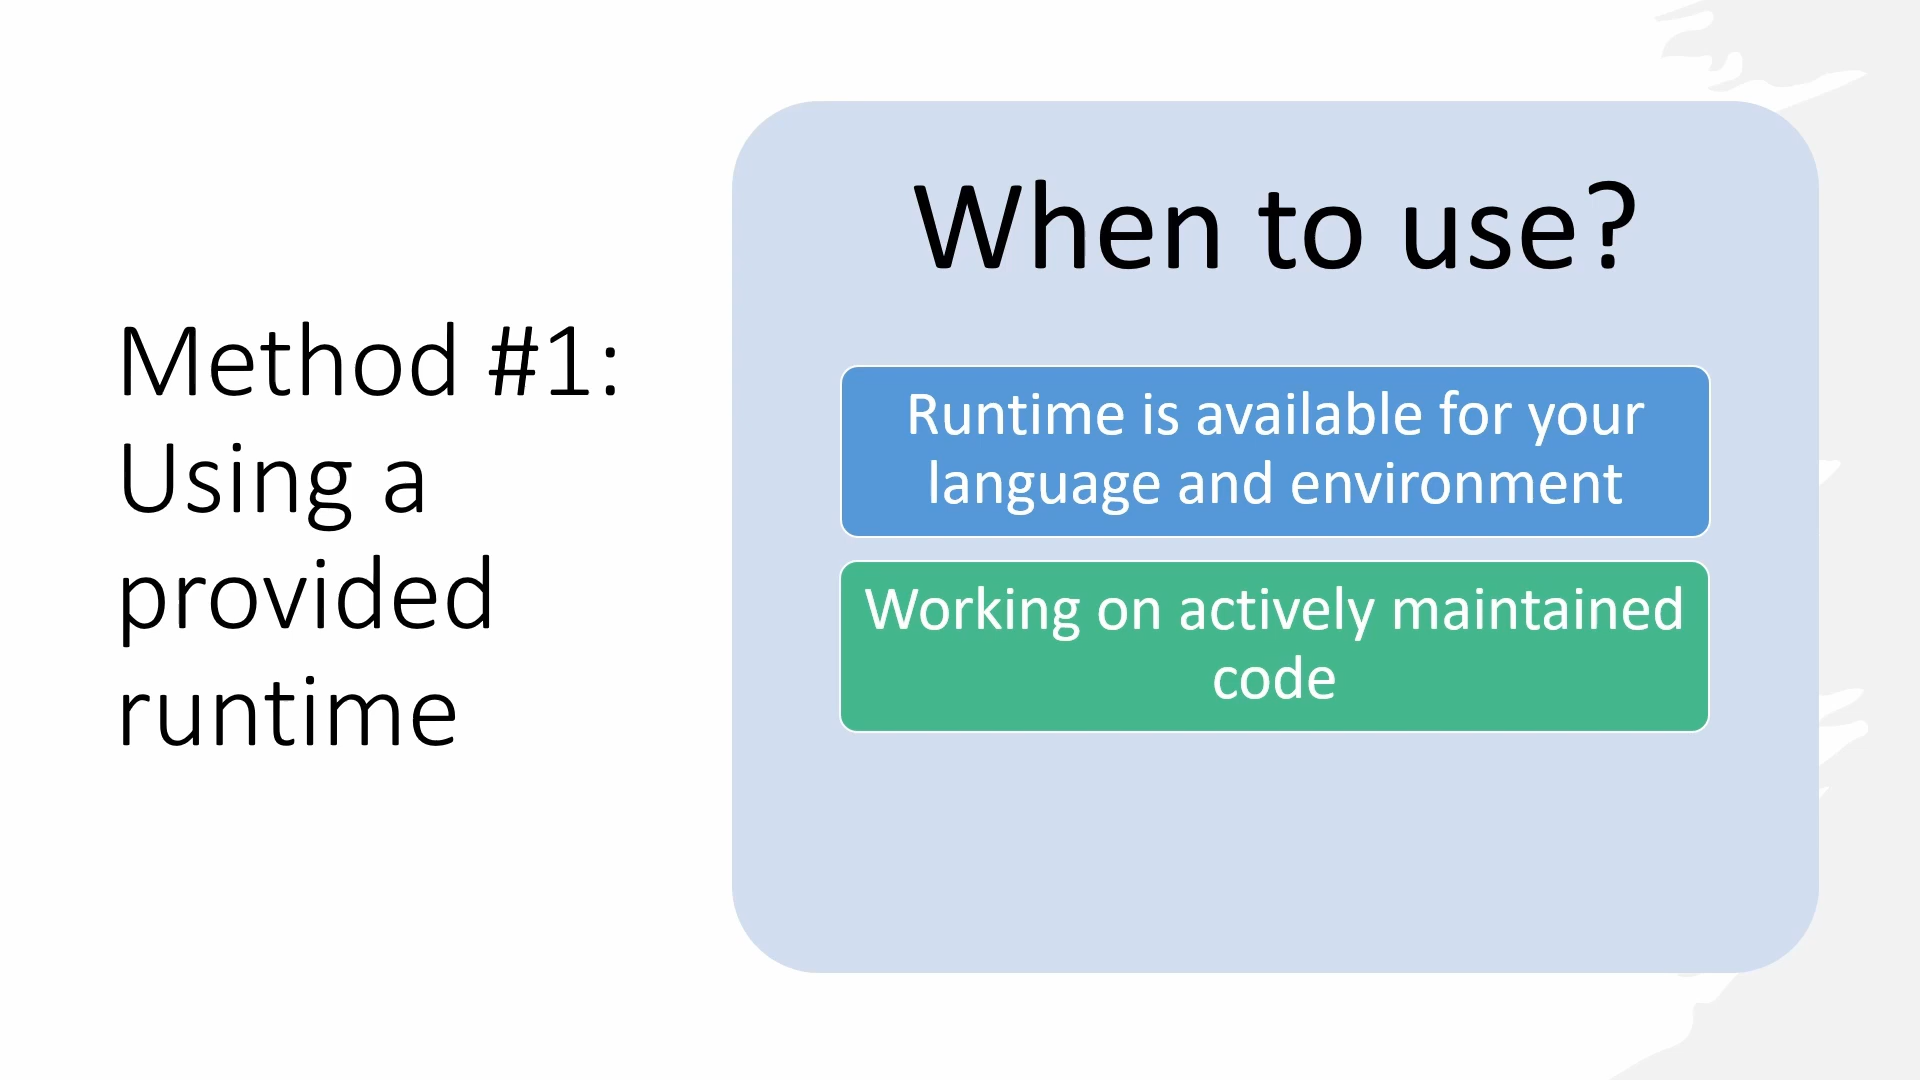 Method #1:
Using a
provided
runtime
When to use?
Runtime is available for your
language and environment
Working on actively maintained
code